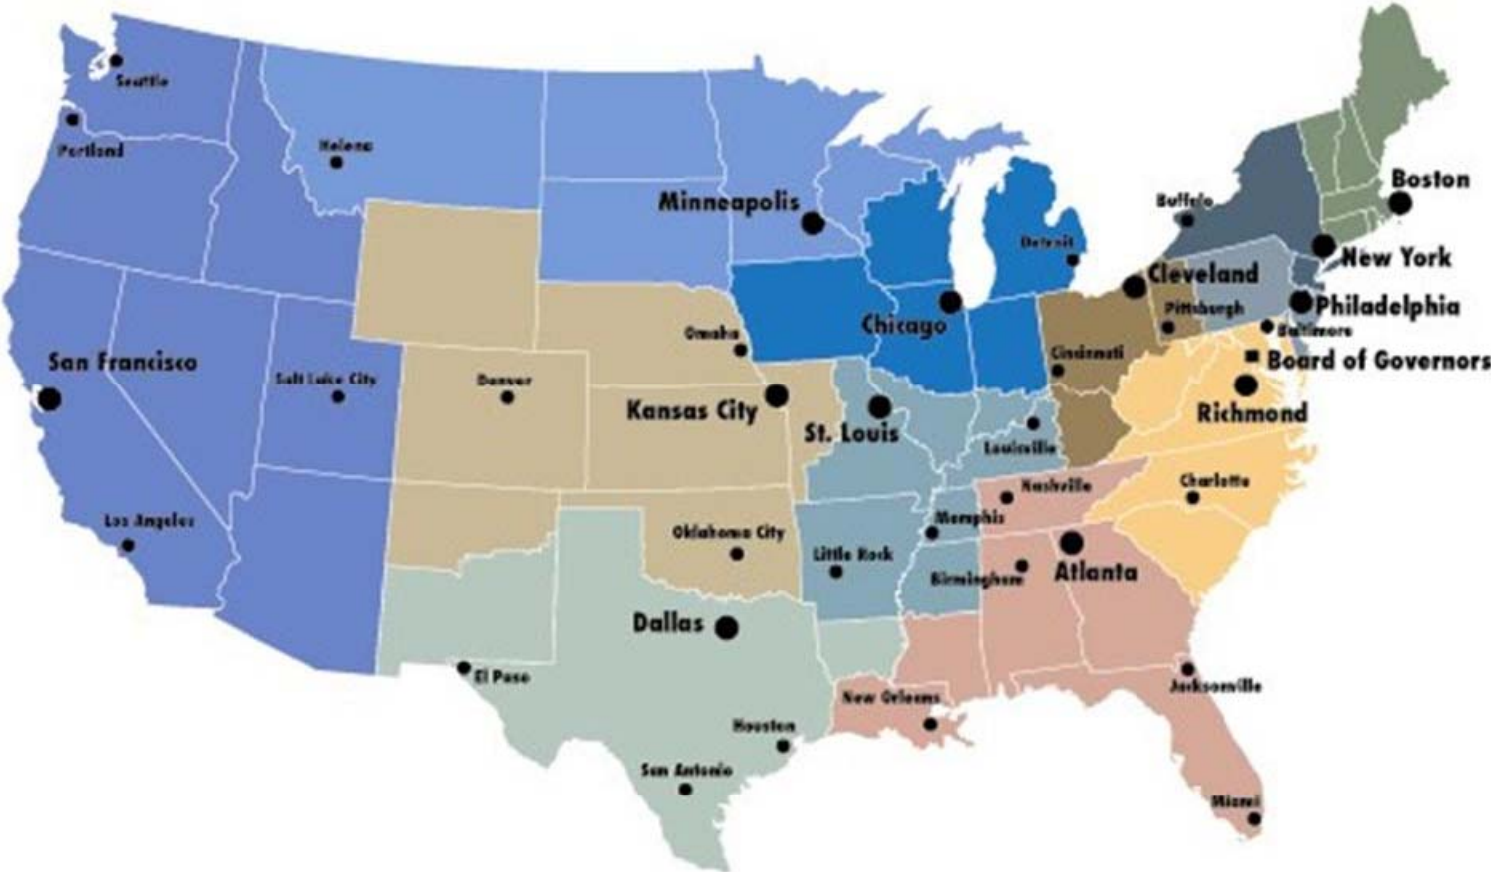 Seattle
Portland
Helena
Minneapolis
Buffalo
Boston
Detroit
New York
Cleveland
Pittsburgh
Philadelphia
Chicago
Baltimore
Omaha
Cincinnati
Board of Governors
San Francisco
Salt Lake City
Denver
Kansas City
St. Louis
Richmond
Louisville
Nashville
Charlotte
Los Angeles
Oklahoma City
Memphis
Little Rock
Birmingham
Atlanta
Dallas
El Paso
New Orleans
Jacksonville
Houston
San Antonio
Miami